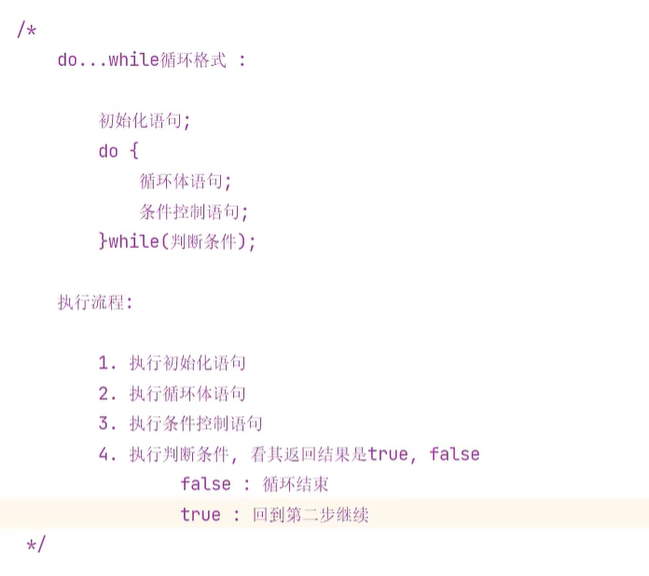 /*
do...while循环格式 :
初始化语句;
do {
循环体语句;
条件控制语句;
}while(判断条件);
执行流程:
1. 执行初始化语句
2. 执行循环体语句
3. 执行条件控制语句
4. 执行判断条件, 看其返回结果是true, false
false : 循环结束
true : 回到第二步继续
*/